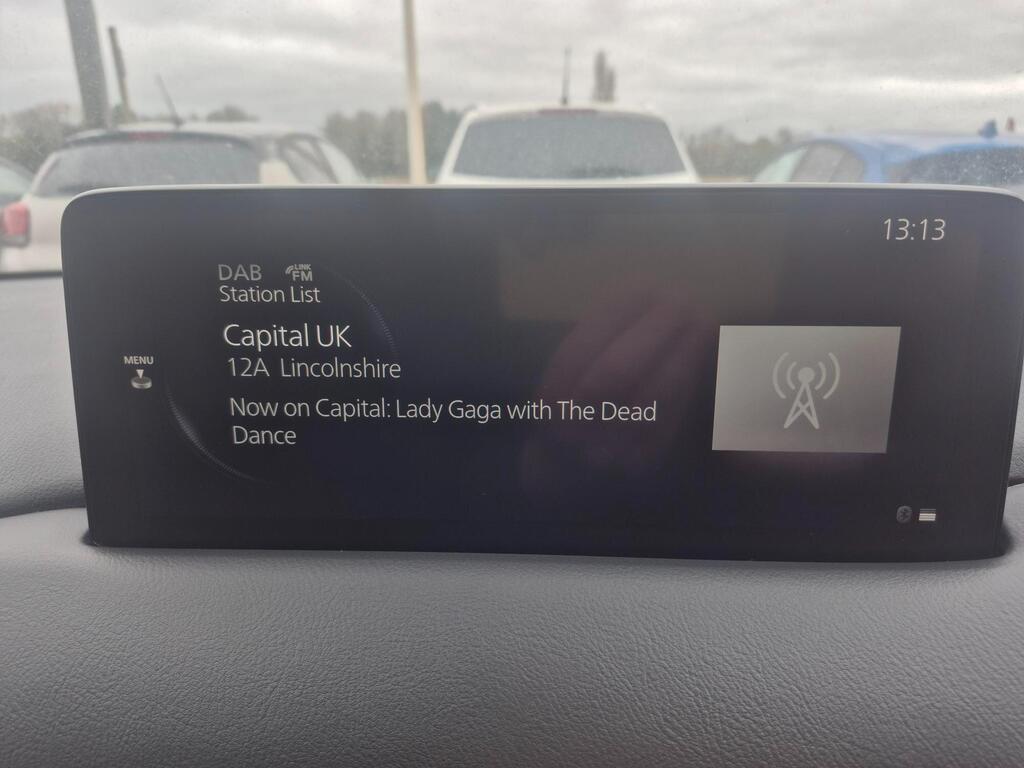 13:13
DAB LINK FM
Station List
Capital UK
MENU
12A Lincolnshire
Now on Capital: Lady Gaga with The Dead
Dance